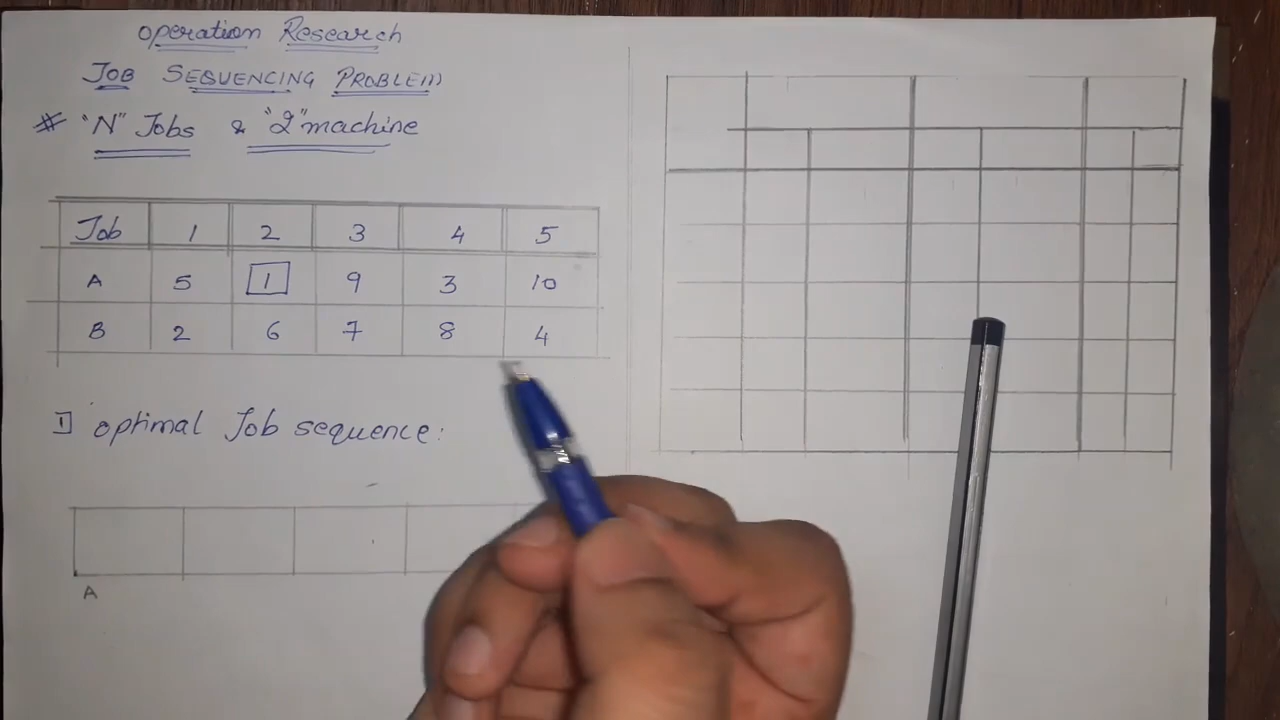 Operation Research
JOB SEQUENCING PROBLEM
* "N" Jobs & "2" machine
Job 1 2 3 4 5
A 5 1 9 3 10
B 2 6 7 8 4
1] optimal Job sequence:
A